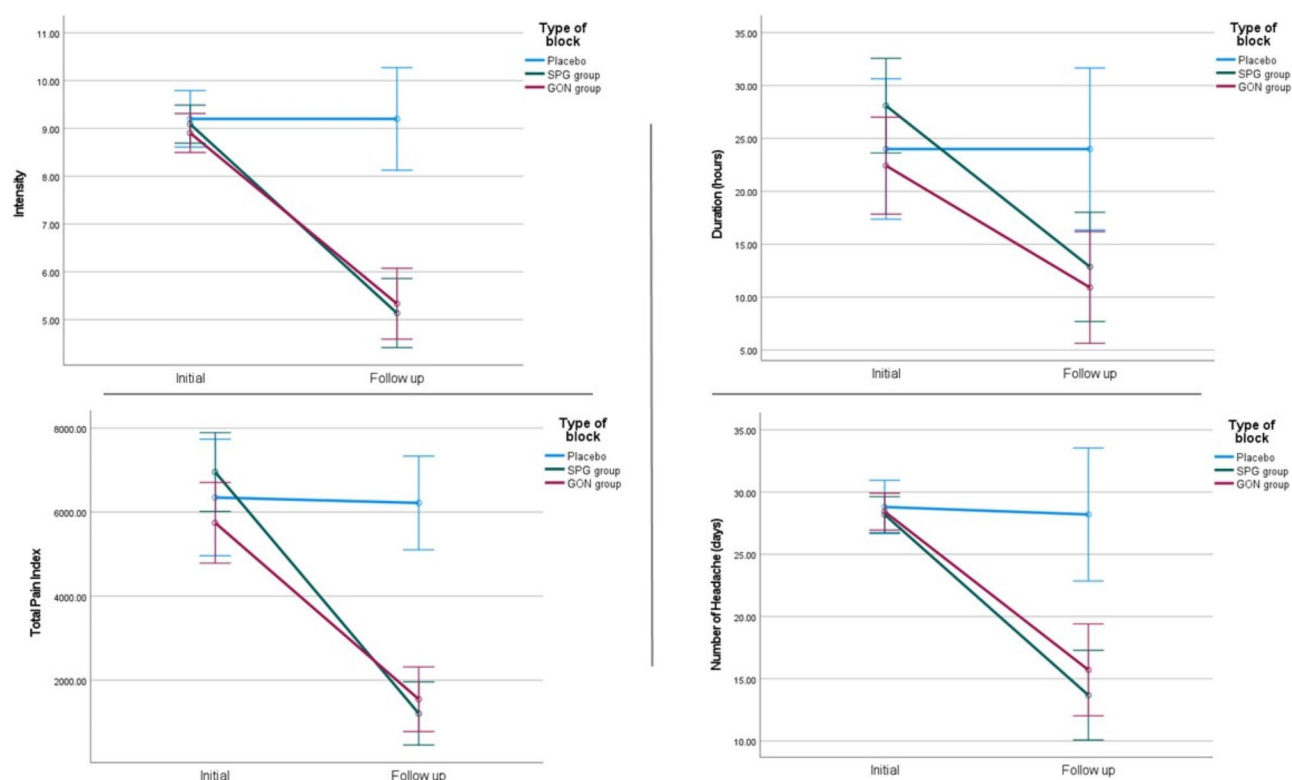 Type of
block
Placebo
SPG group
GON group
11.00
10.00
9.00
8.00
7.00
6.00
5.00
Intensity
Initial
Follow up
Type of
block
Placebo
SPG group
GON group
35.00
30.00
25.00
20.00
15.00
10.00
5.00
Duration (hours)
Initial
Follow up
Type of
block
Placebo
SPG group
GON group
8000.00
6000.00
4000.00
2000.00
Total Pain Index
Initial
Follow up
Type of
block
Placebo
SPG group
GON group
35.00
30.00
25.00
20.00
15.00
10.00
Number of Headache (days)
Initial
Follow up